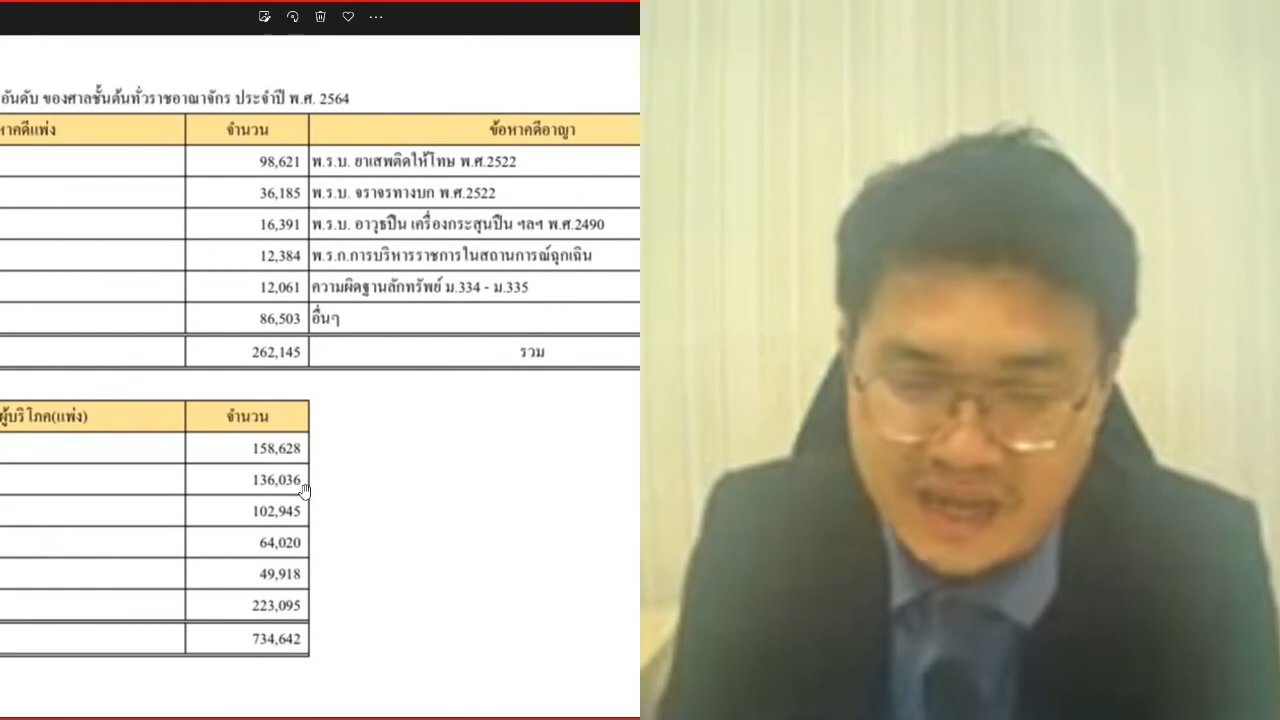 อันดับ ของศาลชั้นต้นทั่วราชอาณาจักร ประจำปี พ.ศ. 2564
หาคดีแพ่ง จำนวน ข้อหาคดีอาญา
98,621 พ.ร.บ. ยาเสพติดให้โทษ พ.ศ.2522
36,185 พ.ร.บ. จราจรทางบก พ.ศ.2522
16,391 พ.ร.บ. อาวุธปืน เครื่องกระสุนปืน ฯลฯ พ.ศ.2490
12,384 พ.ร.ก.การบริหารราชการในสถานการณ์ฉุกเฉิน
12,061 ความผิดฐานลักทรัพย์ ม.334 - ม.335
86,503 อื่นๆ
262,145 รวม
ผู้บริโภค(แพ่ง) จำนวน
158,628
136,036
102,945
64,020
49,918
223,095
734,642